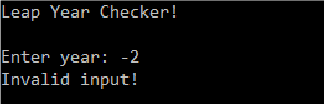 Leap Year Checker!
Enter year: -2
Invalid input!